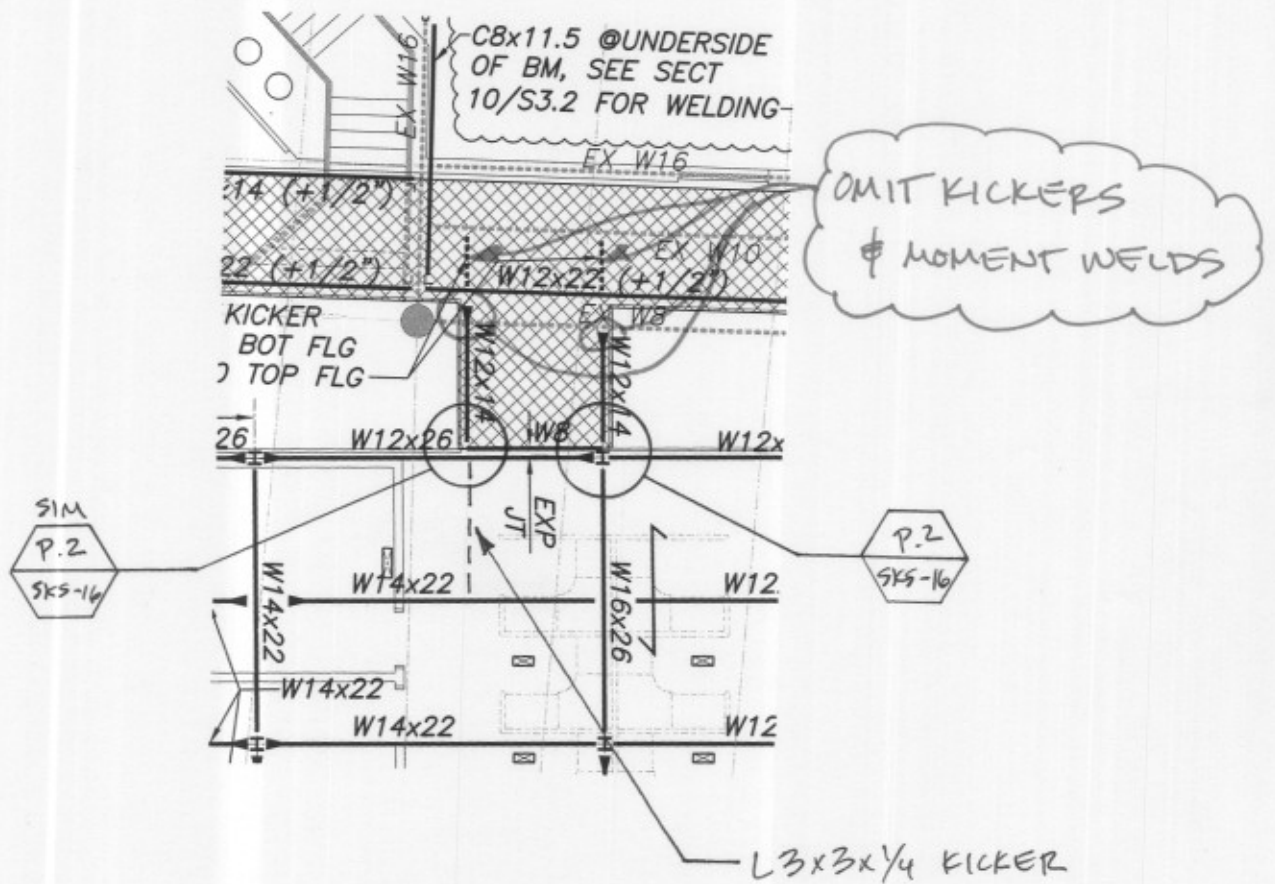 C8x11.5 @UNDERSIDE
OF BM, SEE SECT
10/S3.2 FOR WELDING
EX W16
EX W16
OMIT KICKERS
& MOMENT WELDS
14 (+1/2")
EX W10
22 (+1/2")
W12x22 (+1/2")
EX W8
KICKER
BOT FLG
TOP FLG
W12x14
W12x14
26
W12x26
W8
W12x
EXP
JT
SIM
P.2
SKS-16
P.2
SKS-16
W14x22
W14x22
W16x26
W12
W14x22
W14x22
W12
L3x3x1/4 KICKER